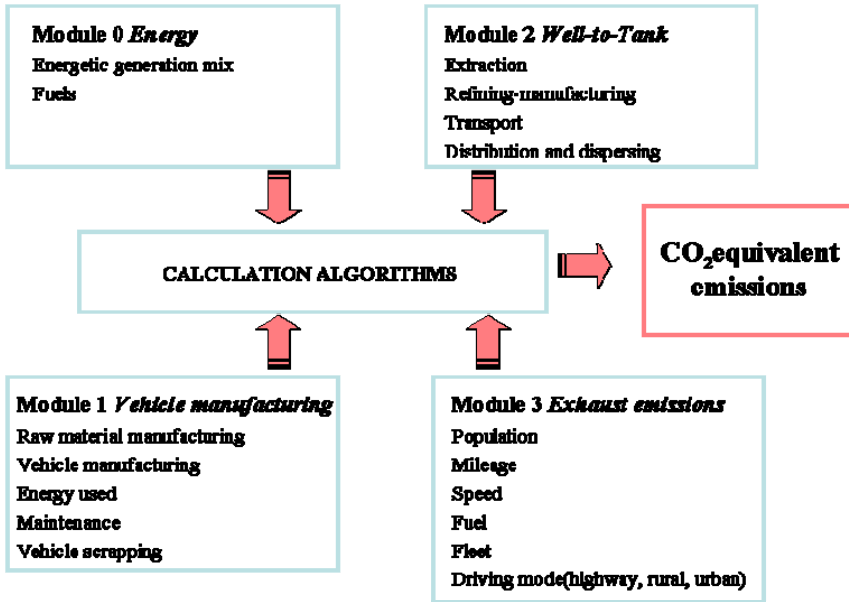 Module 0 Energy
Energetic generation mix
Fuels
Module 2 Well-to-Tank
Extraction
Refining-manufacturing
Transport
Distribution and dispersing
CALCULATION ALGORITHMS
CO₂equivalent
emissions
Module 1 Vehicle manufacturing
Raw material manufacturing
Vehicle manufacturing
Energy used
Maintenance
Vehicle scrapping
Module 3 Exhaust emissions
Population
Mileage
Speed
Fuel
Fleet
Driving mode(highway, rural, urban)